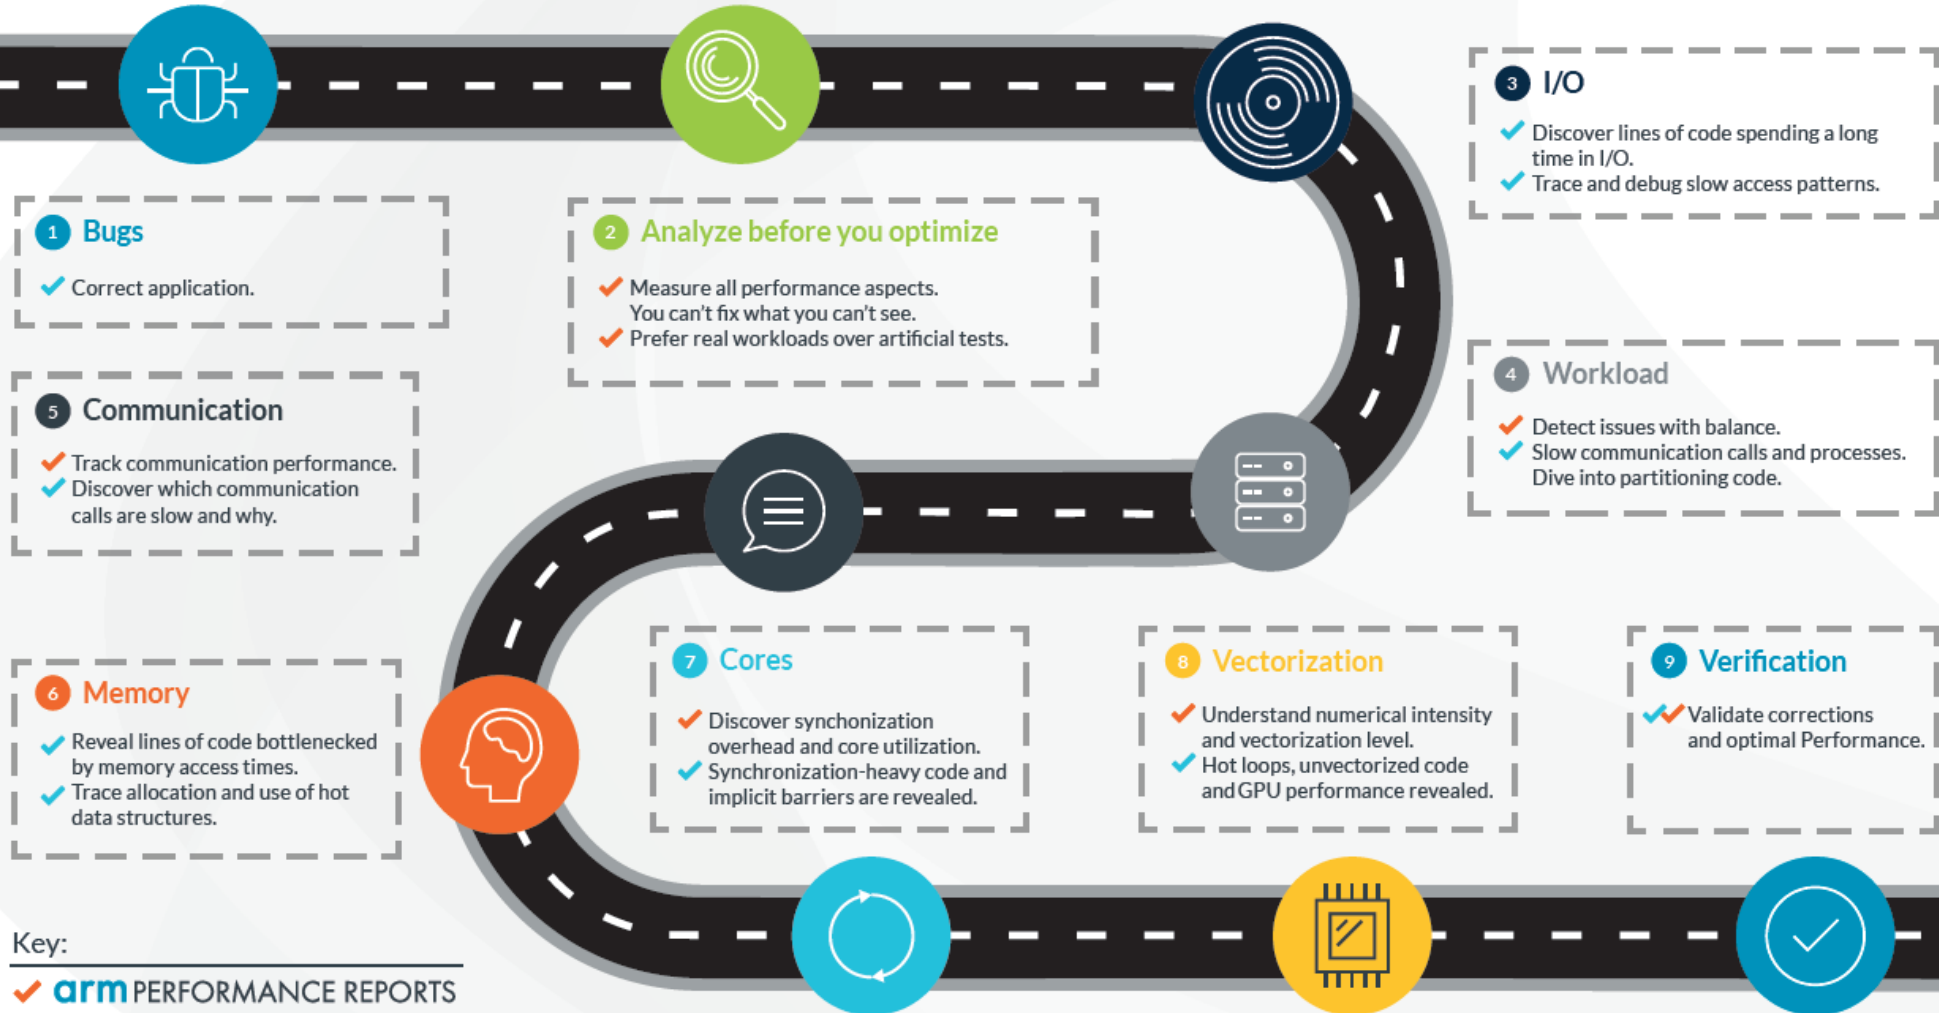 1 Bugs
Correct application.
2 Analyze before you optimize
Measure all performance aspects.
You can't fix what you can't see.
Prefer real workloads over artificial tests.
3 I/O
Discover lines of code spending a long
time in I/O.
Trace and debug slow access patterns.
4 Workload
Detect issues with balance.
Slow communication calls and processes.
Dive into partitioning code.
5 Communication
Track communication performance.
Discover which communication
calls are slow and why.
6 Memory
Reveal lines of code bottlenecked
by memory access times.
Trace allocation and use of hot
data structures.
7 Cores
Discover synchonization
overhead and core utilization.
Synchronization-heavy code and
implicit barriers are revealed.
8 Vectorization
Understand numerical intensity
and vectorization level.
Hot loops, unvectorized code
and GPU performance revealed.
9 Verification
Validate corrections
and optimal Performance.
Key:
arm PERFORMANCE REPORTS